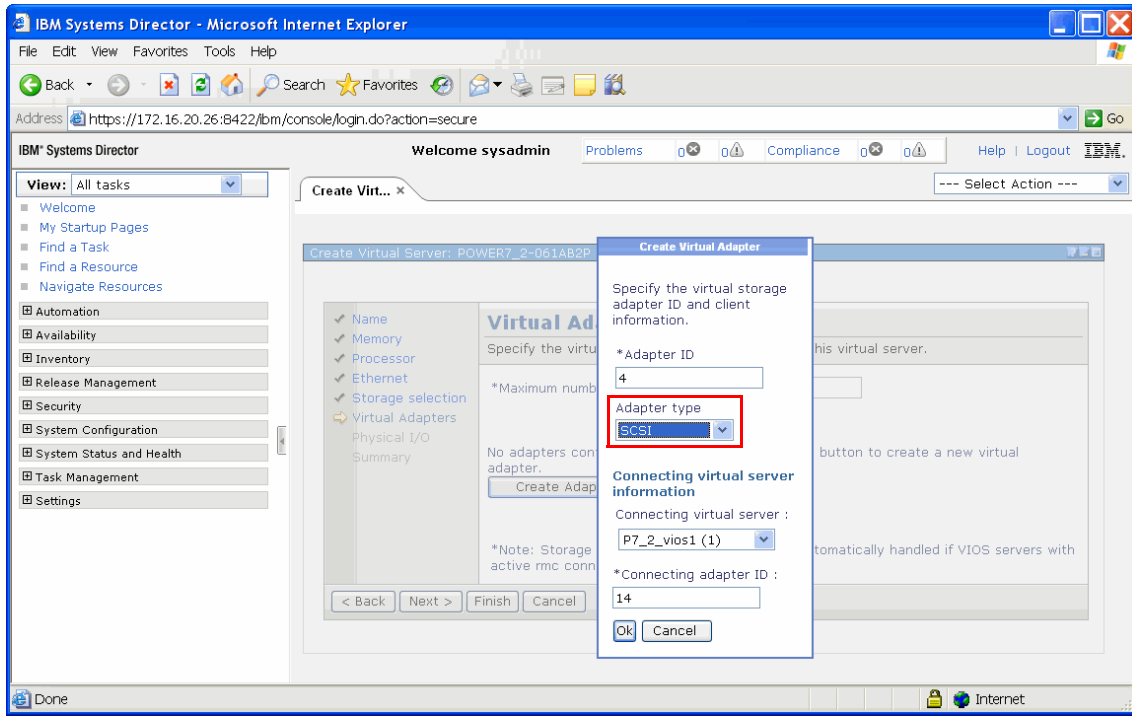 IBM Systems Director - Microsoft Internet Explorer
File Edit View Favorites Tools Help
Back Search Favorites
Address https://172.16.20.26:8422/ibm/console/login.do?action=secure Go
IBM® Systems Director Welcome sysadmin Problems 0 0 Compliance 0 0 Help | Logout IBM.
View: All tasks
Create Virt... × --- Select Action ---
Welcome
My Startup Pages
Find a Task
Find a Resource
Navigate Resources
Automation
Availability
Inventory
Release Management
Security
System Configuration
System Status and Health
Task Management
Settings
Create Virtual Server: POWER7_2-061AB2P
Name
Memory
Processor
Ethernet
Storage selection
Virtual Adapters
Physical I/O
Summary
Virtual Ad
Specify the virtu his virtual server.
*Maximum numb
No adapters con button to create a new virtual
adapter.
Create Adap
*Note: Storage tomatically handled if VIOS servers with
active rmc conn
< Back Next > Finish Cancel
Create Virtual Adapter
Specify the virtual storage
adapter ID and client
information.
*Adapter ID
4
Adapter type
SCSI
Connecting virtual server
information
Connecting virtual server :
P7_2_vios1 (1)
*Connecting adapter ID :
14
Ok Cancel
Done Internet